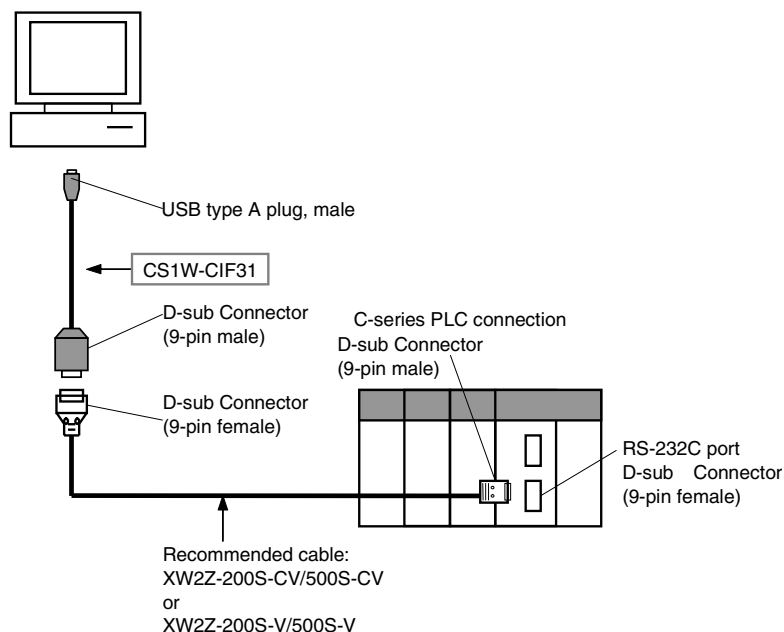 USB type A plug, male
CS1W-CIF31
D-sub Connector
(9-pin male)
C-series PLC connection
D-sub Connector
(9-pin male)
D-sub Connector
(9-pin female)
RS-232C port
D-sub Connector
(9-pin female)
Recommended cable:
XW2Z-200S-CV/500S-CV
or
XW2Z-200S-V/500S-V